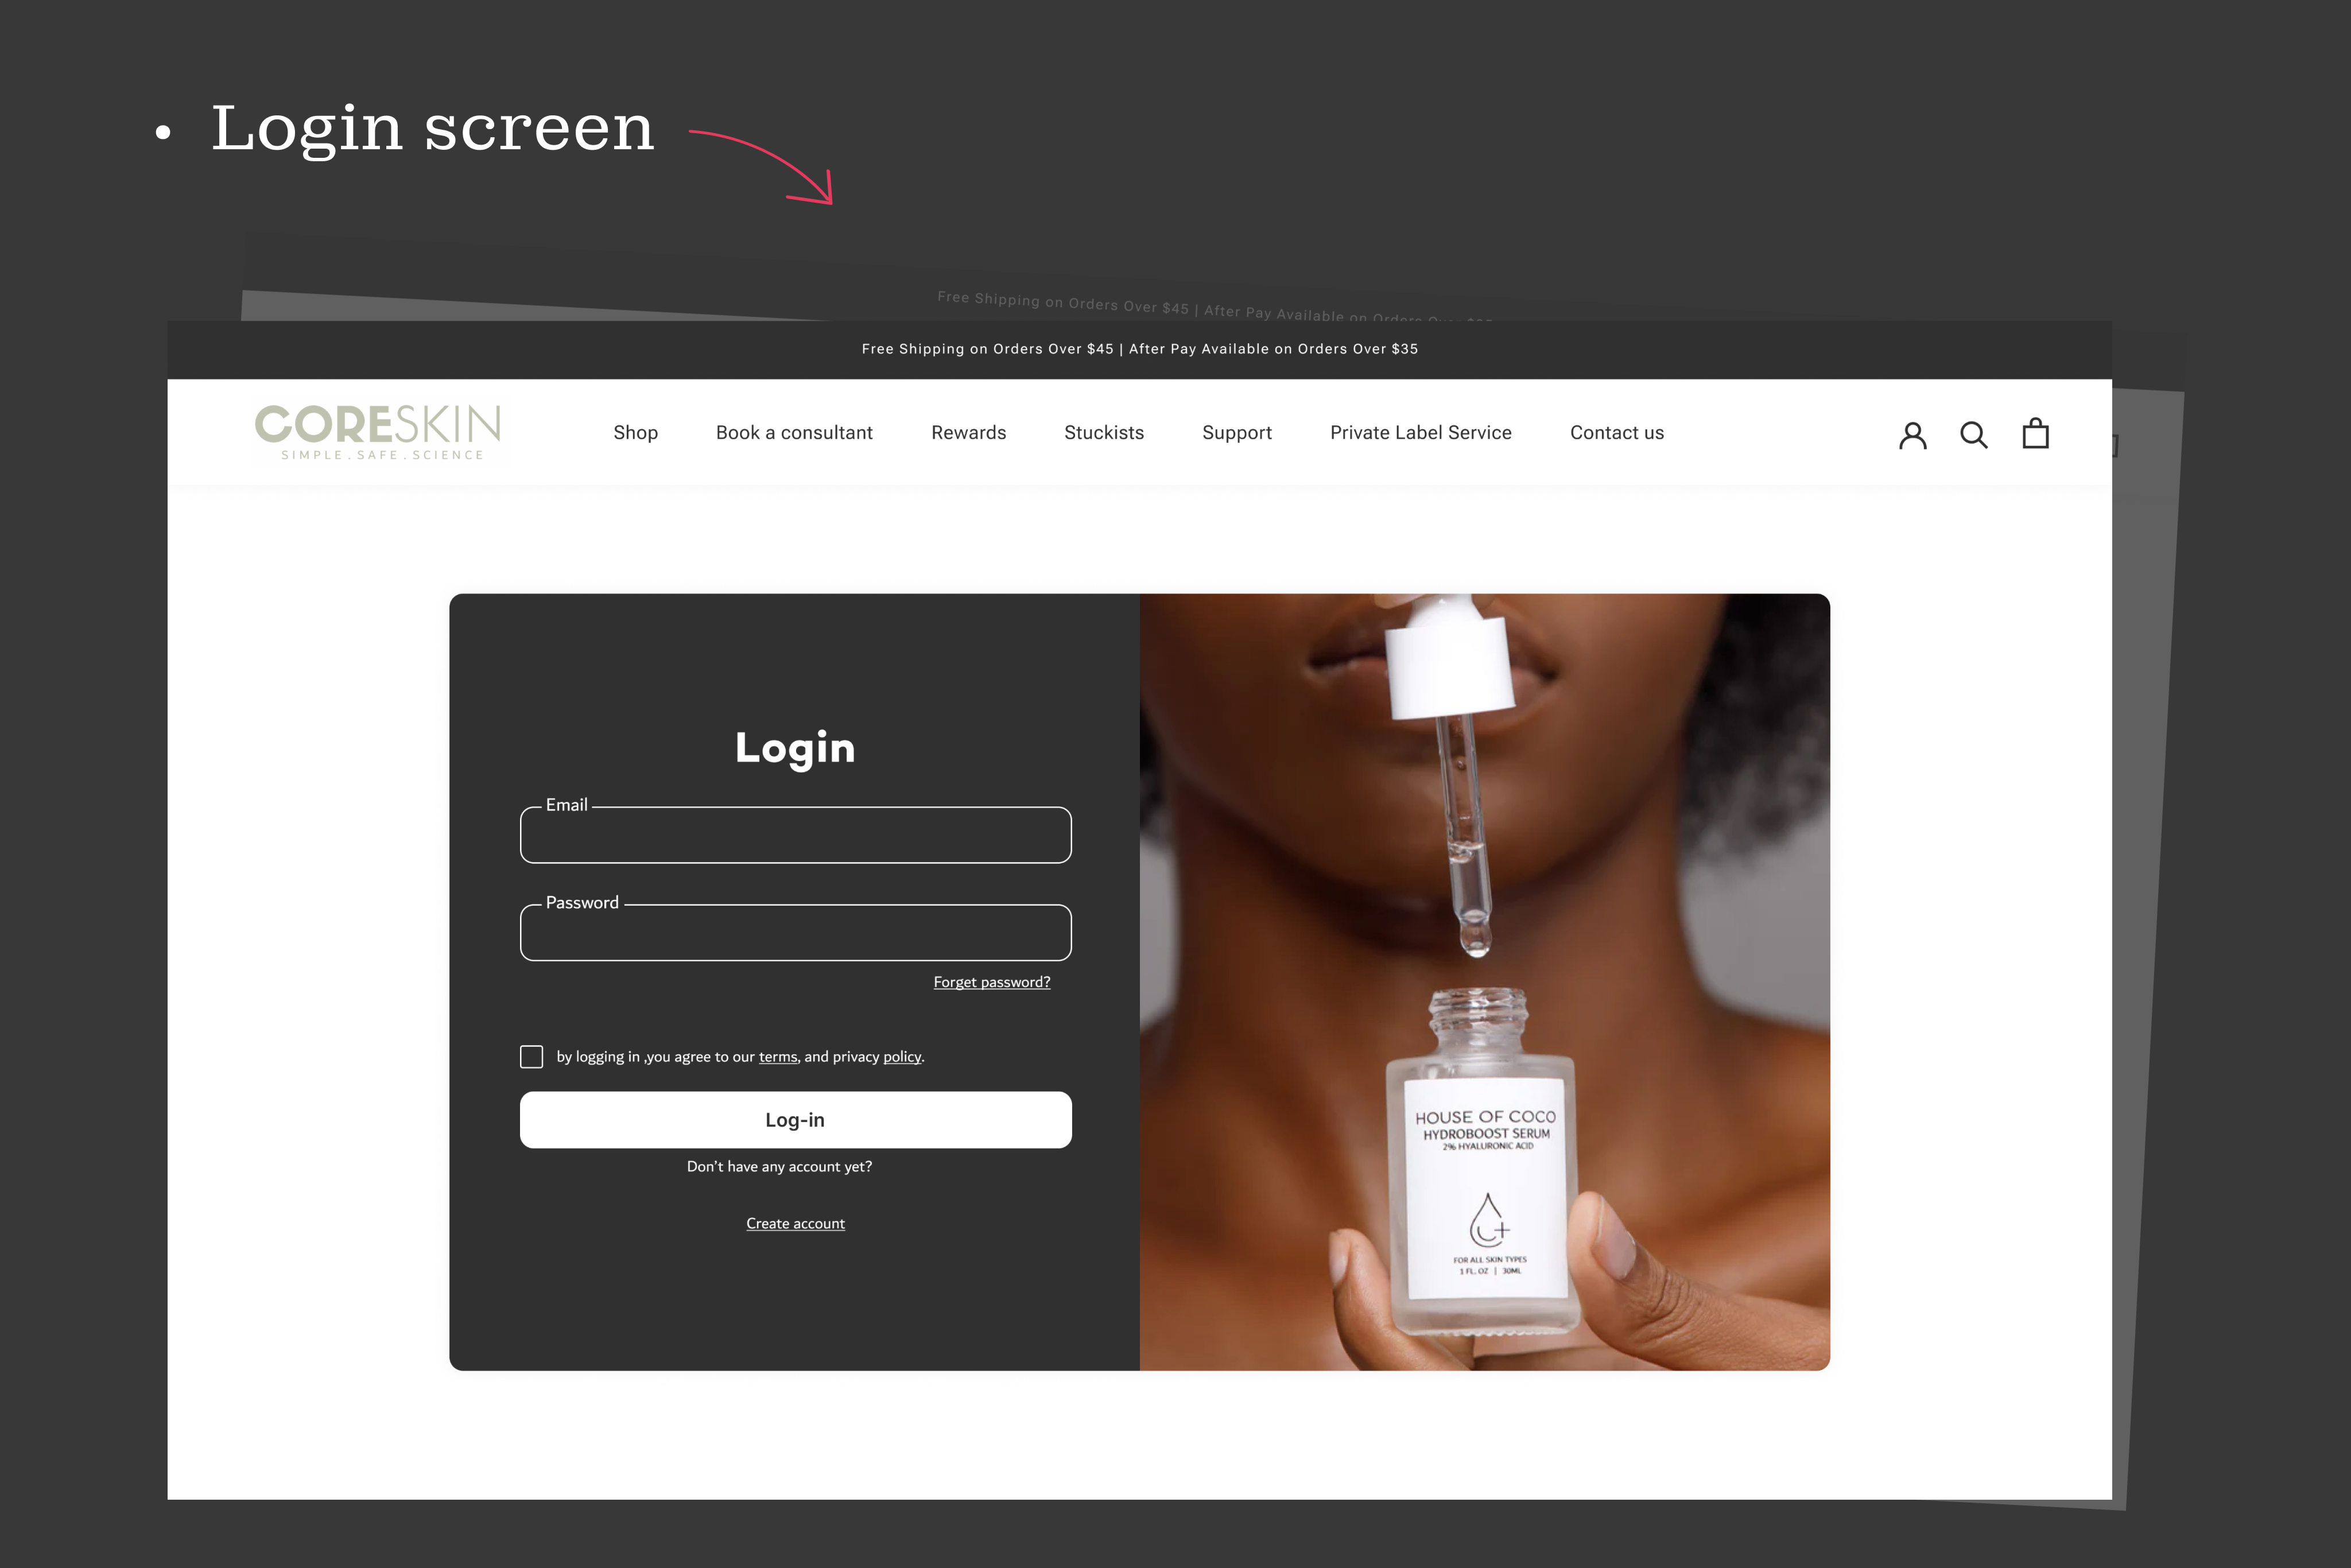 • Login screen
Free Shipping on Orders Over $45 | After Pay Available on Orders
Free Shipping on Orders Over $45 | After Pay Available on Orders Over $35
CORESKIN
SIMPLE.SAFE.SCIENCE
Shop Book a consultant Rewards Stuckists Support Private Label Service Contact us
Login
Email
Password
Forget password?
by logging in ,you agree to our terms, and privacy policy.
Log-in
Don't have any account yet?
Create account
HOUSE OF COCO
HYDROBOOST SERUM
2% HYALURONIC ACID
FOR ALL SKIN TYPES
1 FL. OZ | 30ML